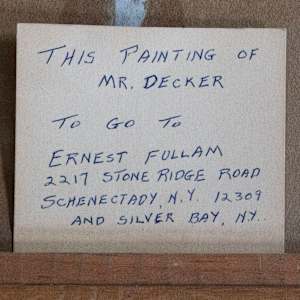 THIS PAINTING OF
MR. DECKER
TO GO TO
ERNEST FULLAM
2217 STONE RIDGE ROAD
SCHENECTADY, N.Y. 12309
AND SILVER BAY, N.Y.